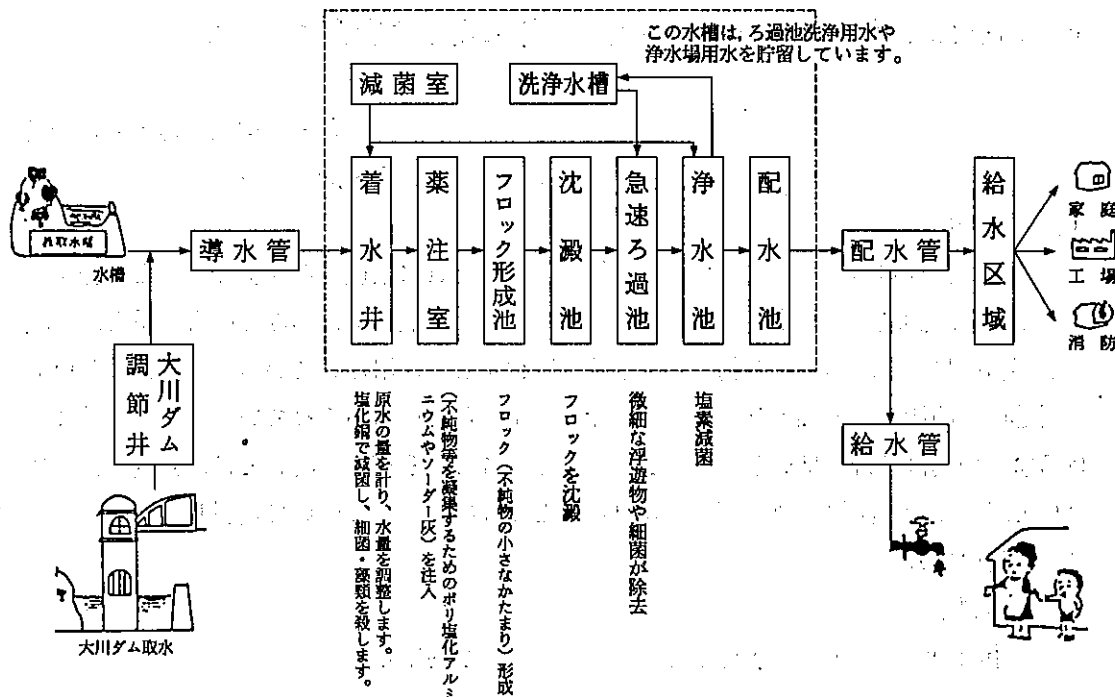 この水槽は、ろ過池洗浄用水や
浄水場用水を貯留しています。
減菌室
洗浄水槽
着水井
薬注室
フロック形成池
沈澱池
急速ろ過池
浄水池
配水池
導水管
配水管
給水区域
家庭
工場
消防
水槽
大川ダム
調節井
大川ダム取水
給水管
原水の量を計り、水量を調整します。
塩化銅で減菌し、細菌・藻類を殺します。
(不純物等を凝集するためのポリ塩化アルミ
ニウムやソーダー灰)を注入
フロック(不純物の小さなかたまり)形成
フロックを沈澱
微細な浮遊物や細菌が除去
塩素減菌